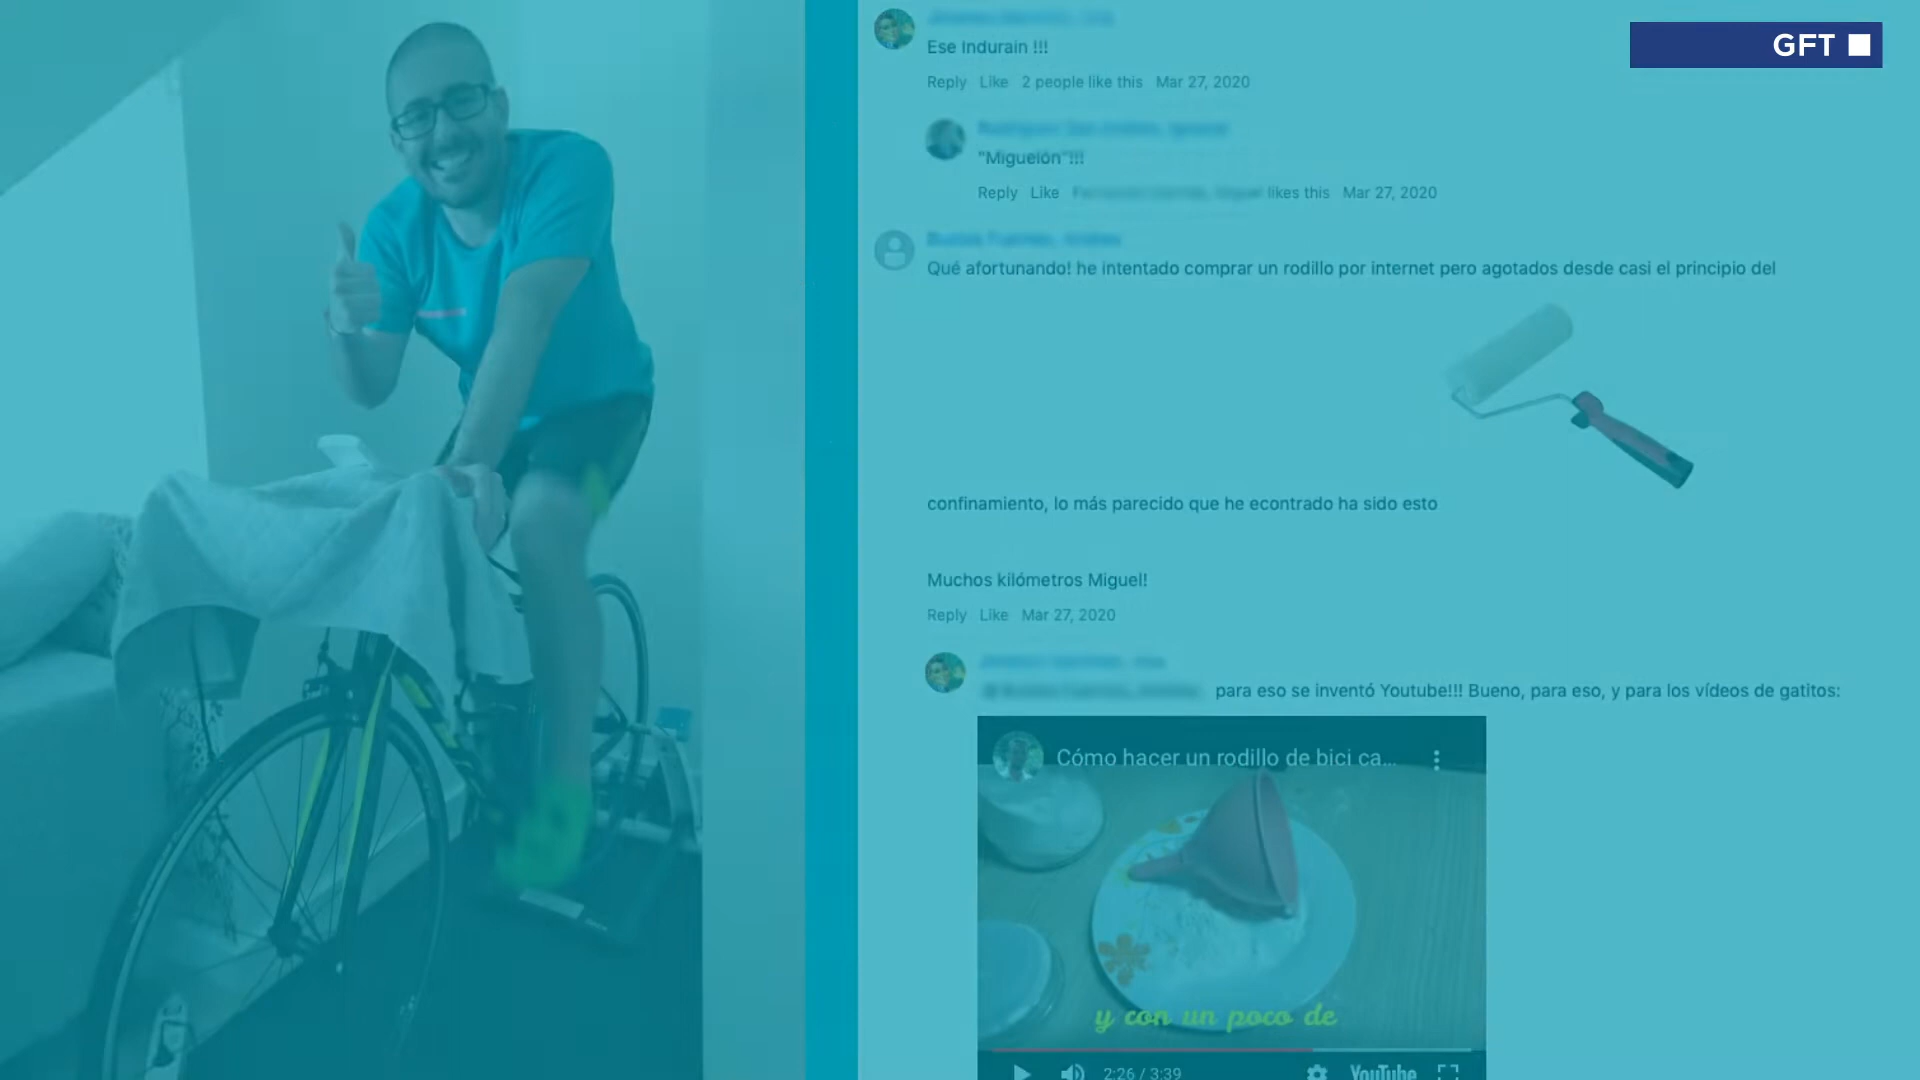 GFT
Ese Indurain !!!
Reply Like 2 people like this Mar 27, 2020
"Miguelón"!!!
Reply Like likes this Mar 27, 2020
Qué afortunando! he intentado comprar un rodillo por internet pero agotados desde casi el principio del
confinamiento, lo más parecido que he econtrado ha sido esto
Muchos kilómetros Miguel!
Reply Like Mar 27, 2020
para eso se inventó Youtube!!! Bueno, para eso, y para los vídeos de gatitos:
Cómo hacer un rodillo de bici ca...
y con un poco de
2:26 / 3:39 YouTube